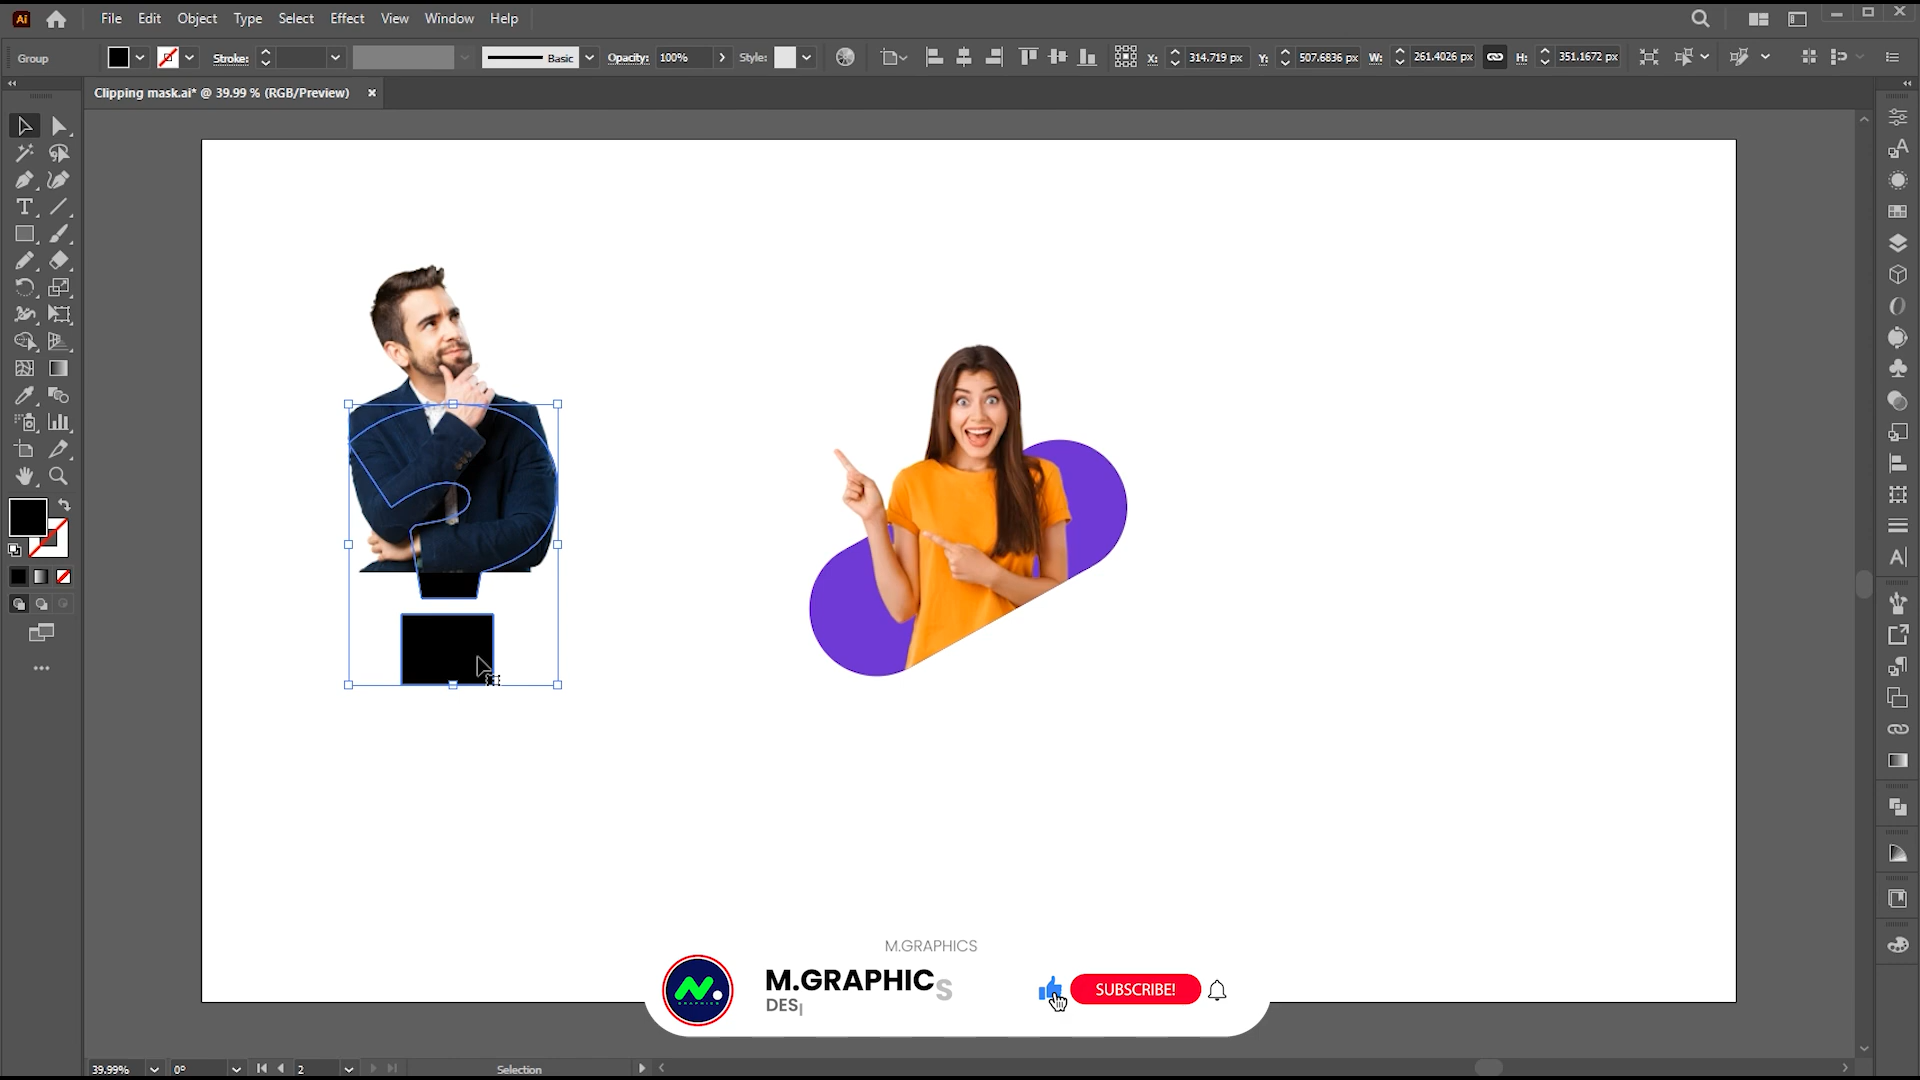 Ai File Edit Object Type Select Effect View Window Help
Group Stroke: Basic Opacity: 100% Style: X: 314.719 px Y: 507.6836 px W: 261.4026 px H: 351.1672 px
Clipping mask.ai* @ 39.99 % (RGB/Preview) ×
M.GRAPHICS
M.GRAPHICS
DESI
SUBSCRIBE!
39.99% 0° 2 Selection